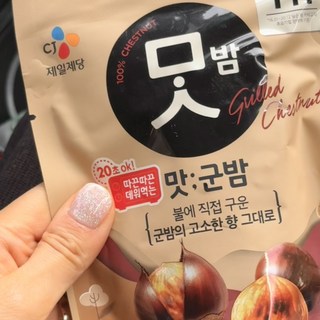 CJ
제일제당
100% CHESTNUT
맛밤
Grilled
Chestnut
20초 OK!
따끈따끈
데워먹는
맛;군밤
불에 직접 구운
{군밤의 고소한 향 그대로}